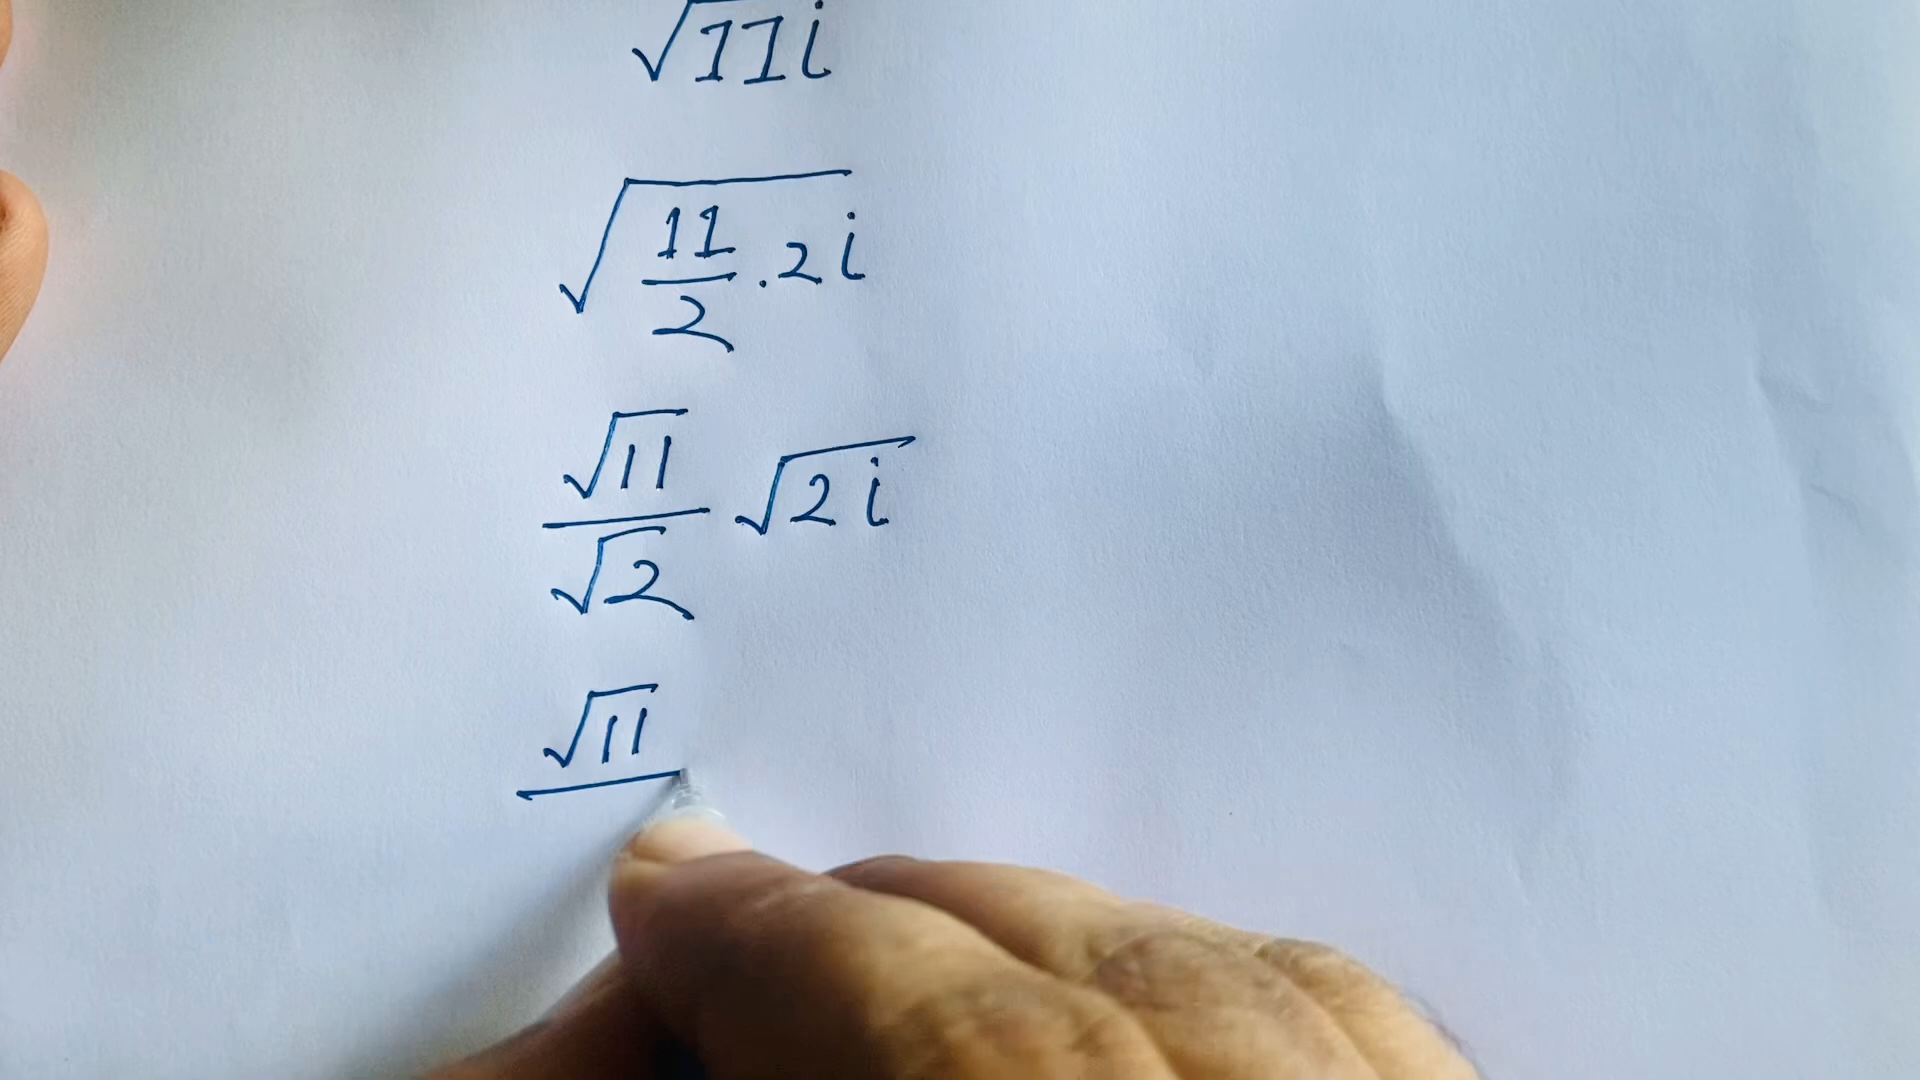 √11i
√(11/2 . 2i)
√11/√2 √2i
√11